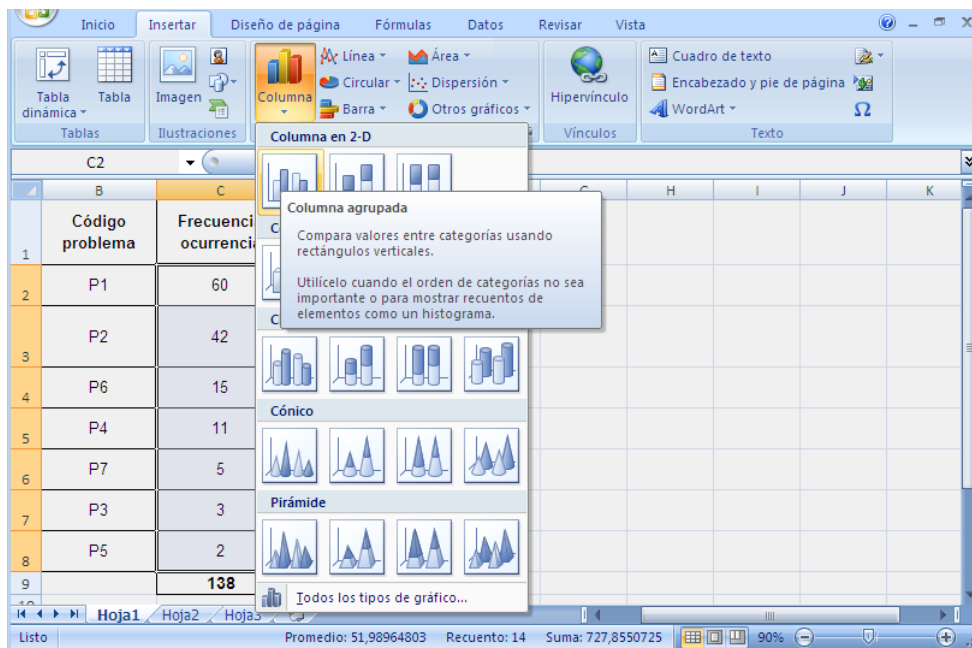 Inicio Insertar Diseño de página Fórmulas Datos Revisar Vista
Tabla dinámica
Tabla
Tablas
Imagen
Ilustraciones
Columna
Línea
Circular
Barra
Área
Dispersión
Otros gráficos
Hipervínculo
Vínculos
Cuadro de texto
Encabezado y pie de página
WordArt
Ω
Texto
C2
Columna en 2-D
B C H I J K
Columna agrupada
Compara valores entre categorías usando
rectángulos verticales.
Utilícelo cuando el orden de categorías no sea
importante o para mostrar recuentos de
elementos como un histograma.
Código
problema
Frecuenci
ocurrenci
1
2 P1 60
3 P2 42
4 P6 15
5 P4 11
6 P7 5
7 P3 3
8 P5 2
9 138
Cónico
Pirámide
Todos los tipos de gráfico...
Hoja1 Hoja2 Hoja3
Listo Promedio: 51,98964803 Recuento: 14 Suma: 727,8550725 90%